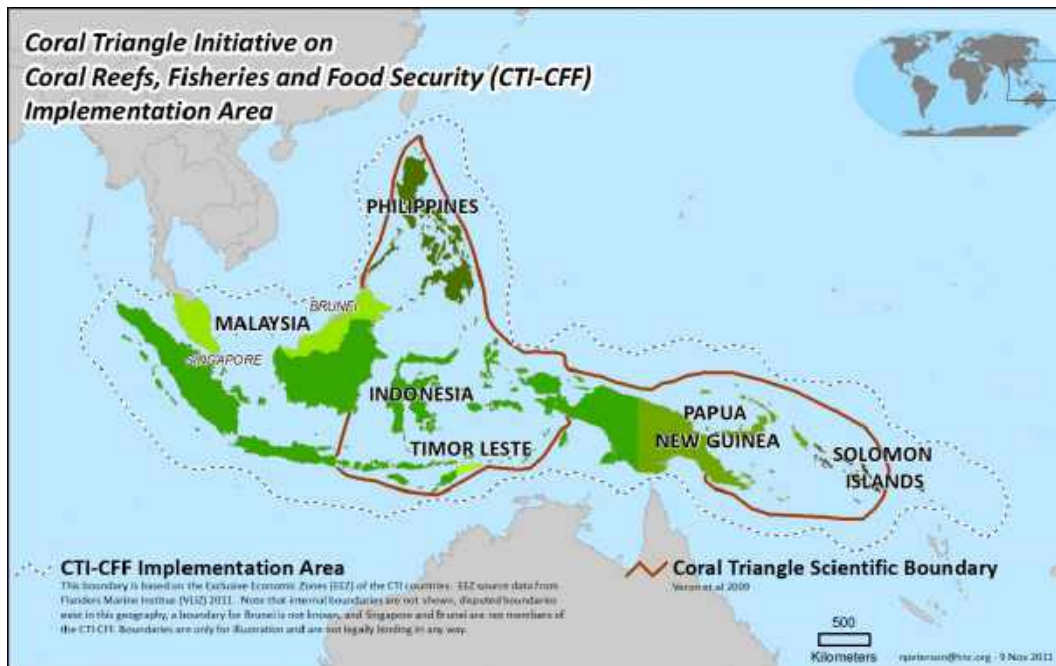 Coral Triangle Initiative on
Coral Reefs, Fisheries and Food Security (CTI-CFF)
Implementation Area
PHILIPPINES
BRUNEI
MALAYSIA
SINGAPORE
INDONESIA
PAPUA
NEW GUINEA
TIMOR LESTE
SOLOMON
ISLANDS
CTI-CFF Implementation Area
This boundary is based on the Exclusive Economic Zones (EEZ) of the CTI countries. EEZ source data from
Flanders Marine Institue (VLIZ) 2011. Note that internal boundaries are not shown, disputed boundaries
exist in this geography, a boundary for Brunei is not known, and Singapore and Brunei are not members of
the CTI-CFF. Boundaries are only for illustration and are not legally binding in any way.
Coral Triangle Scientific Boundary
Veron et al 2009
500
Kilometers
- 9 Nov 2011